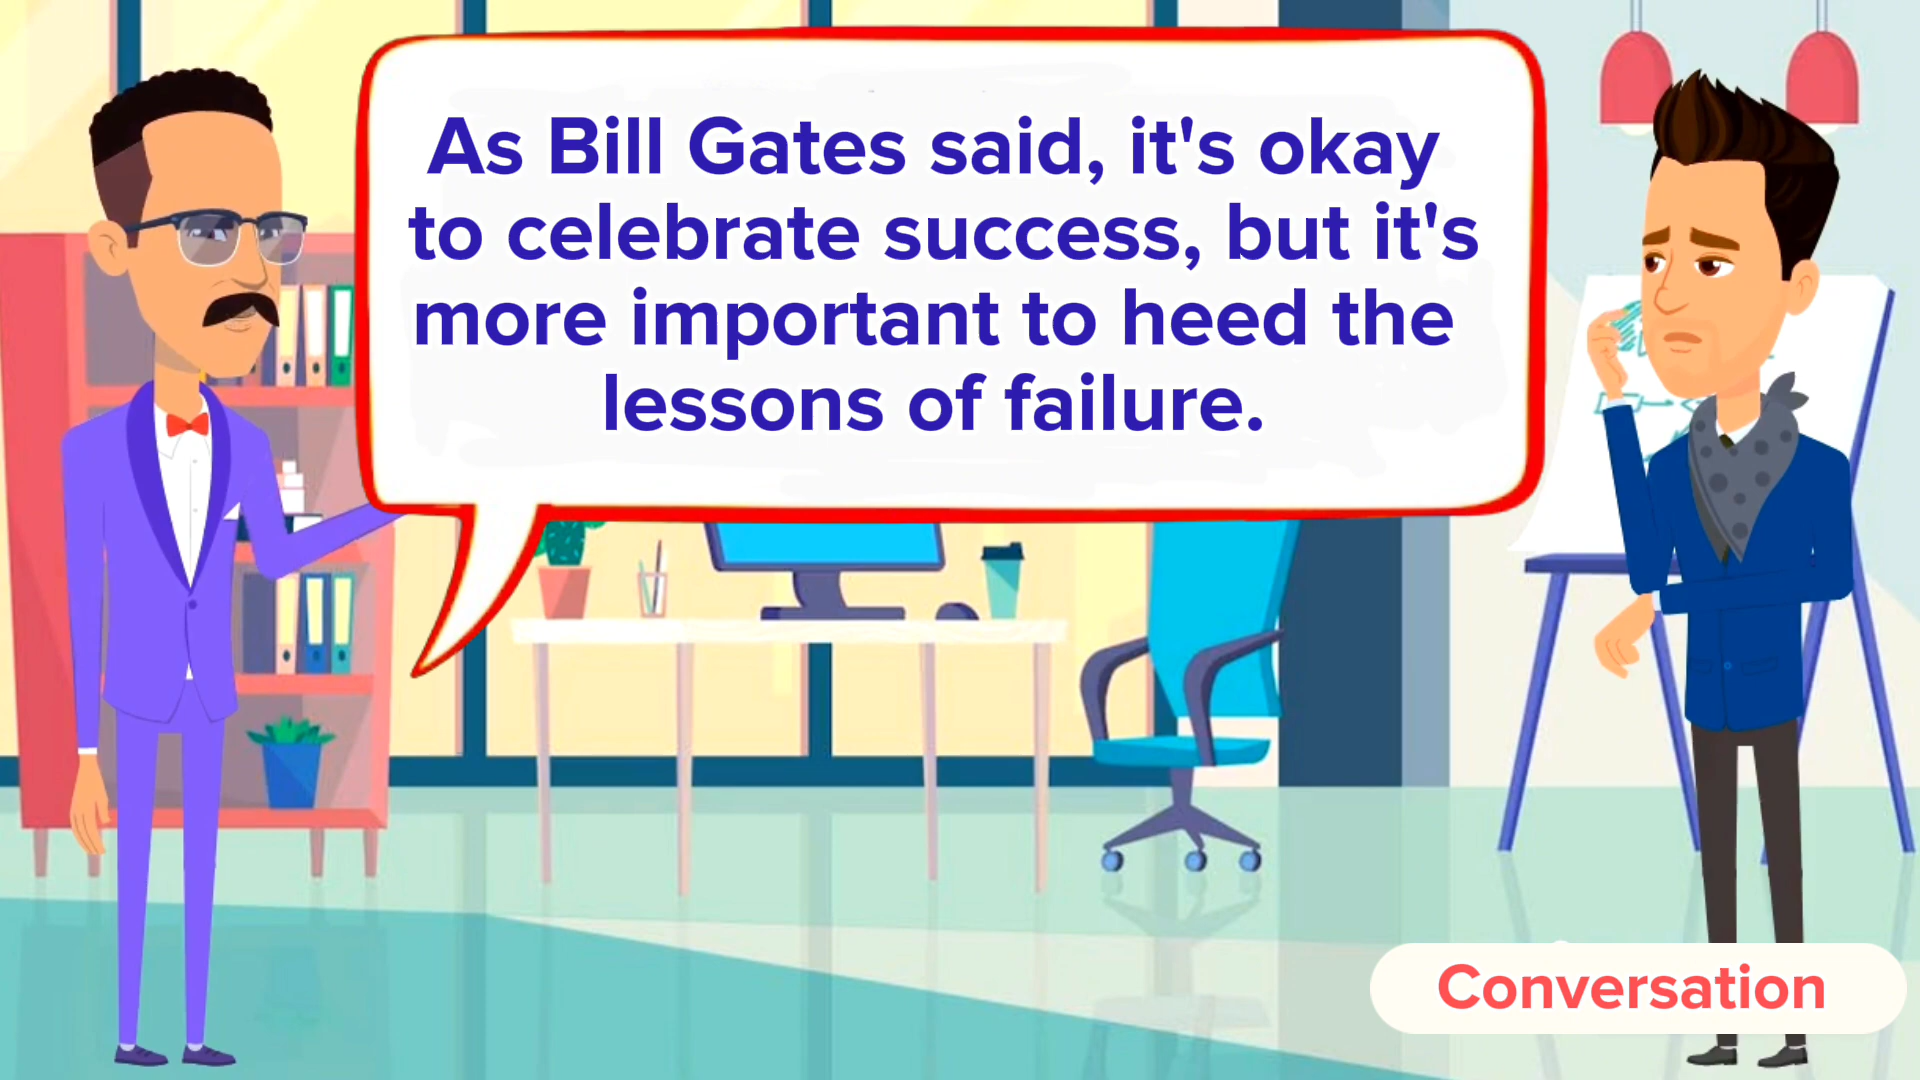 As Bill Gates said, it's okay
to celebrate success, but it's
more important to heed the
lessons of failure.
Conversation